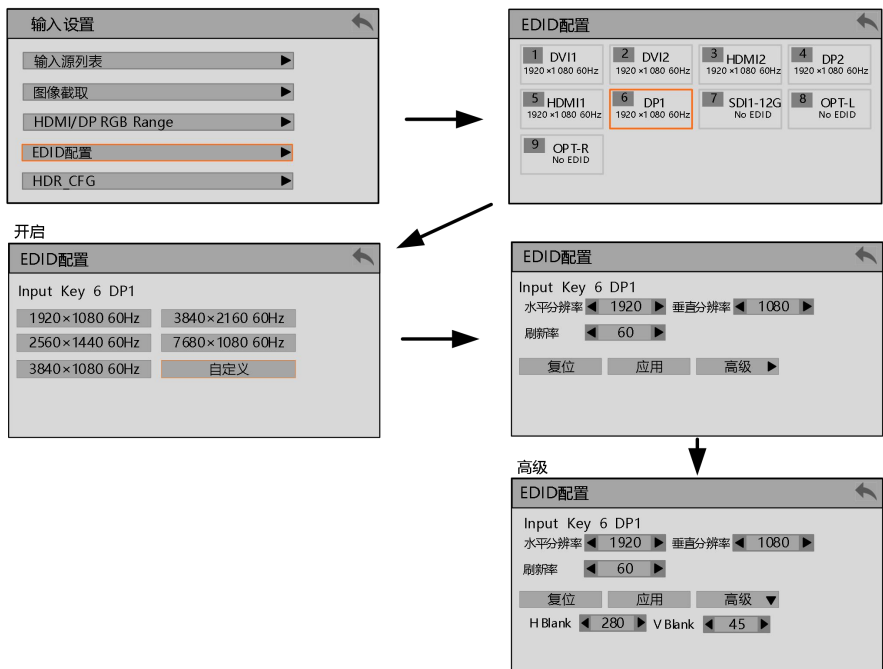 输入设置
输入源列表
图像截取
HDMI/DP RGB Range
EDID配置
HDR_CFG
EDID配置
1 DVI1
1920×1080 60Hz
2 DVI2
1920×1080 60Hz
3 HDMI2
1920×1080 60Hz
4 DP2
1920×1080 60Hz
5 HDMI1
1920×1080 60Hz
6 DP1
1920×1080 60Hz
7 SDI1-12G
No EDID
8 OPT-L
No EDID
9 OPT-R
No EDID
开启
EDID配置
Input Key 6 DP1
1920×1080 60Hz 3840×2160 60Hz
2560×1440 60Hz 7680×1080 60Hz
3840×1080 60Hz 自定义
EDID配置
Input Key 6 DP1
水平分辨率 1920 垂直分辨率 1080
刷新率 60
复位 应用 高级
高级
EDID配置
Input Key 6 DP1
水平分辨率 1920 垂直分辨率 1080
刷新率 60
复位 应用 高级
H Blank 280 V Blank 45